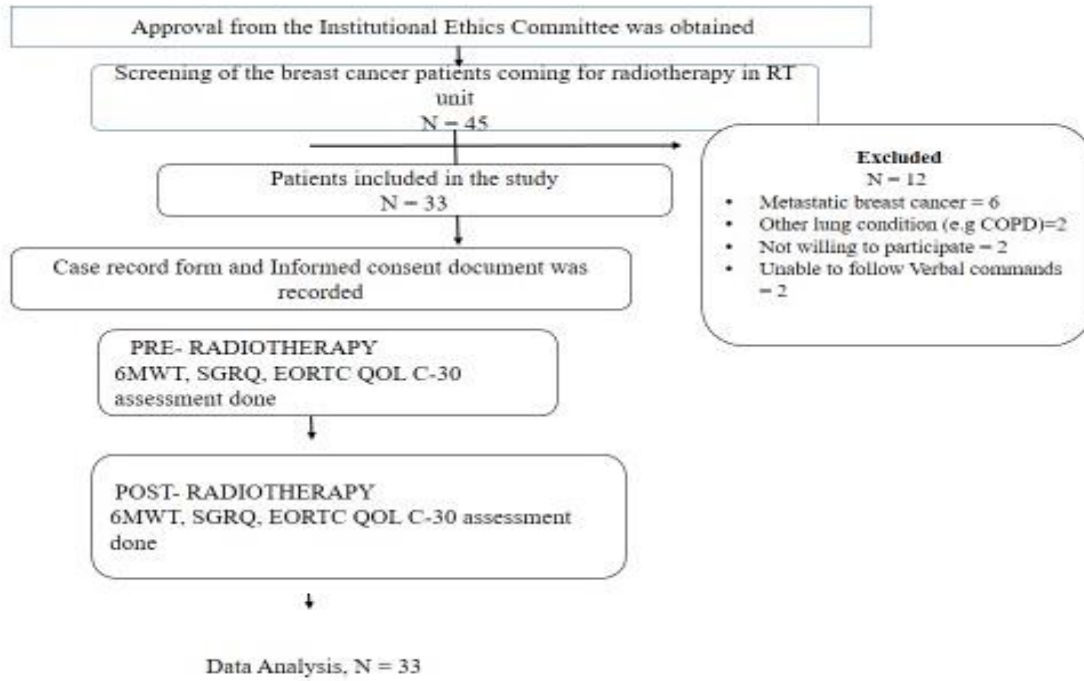 Approval from the Institutional Ethics Committee was obtained
Screening of the breast cancer patients coming for radiotherapy in RT
unit
N = 45
Excluded
N = 12
• Metastatic breast cancer = 6
• Other lung condition (e.g COPD)=2
• Not willing to participate = 2
• Unable to follow Verbal commands
= 2
Patients included in the study
N = 33
Case record form and Informed consent document was
recorded
PRE- RADIOTHERAPY
6MWT, SGRQ, EORTC QOL C-30
assessment done
POST- RADIOTHERAPY
6MWT, SGRQ, EORTC QOL C-30 assessment
done
Data Analysis, N = 33